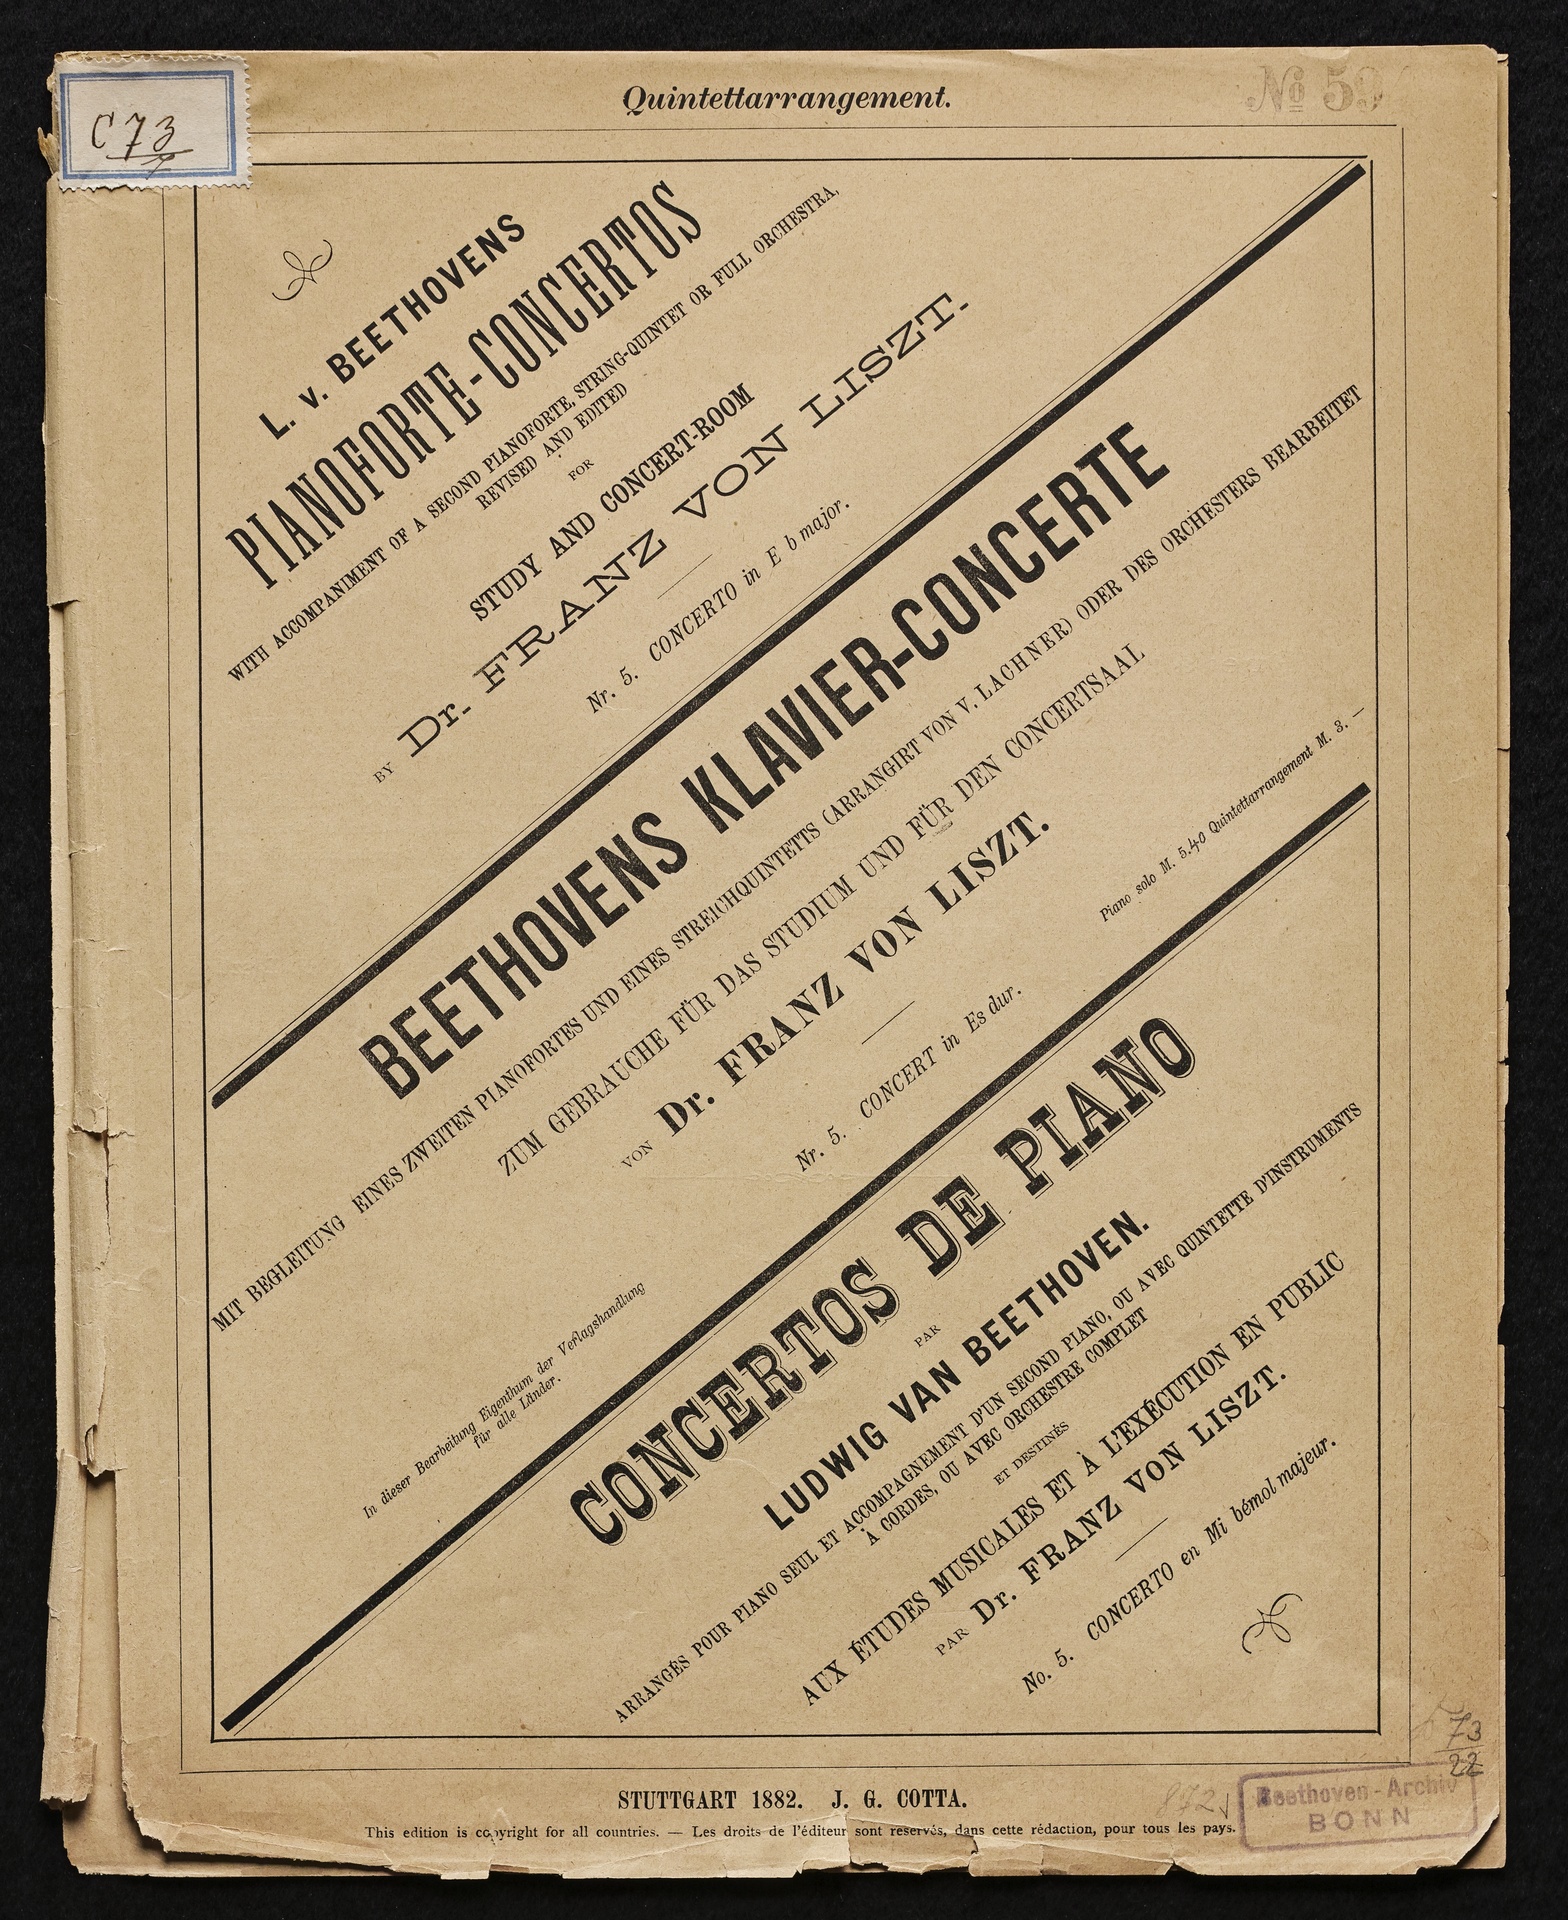 Quintettarrangement.
No 59
C 73
7
L. v. BEETHOVENS
PIANOFORTE-CONCERTOS
WITH ACCOMPANIMENT OF A SECOND PIANOFORTE, STRING-QUINTET OR FULL ORCHESTRA,
REVISED AND EDITED
FOR
STUDY AND CONCERT-ROOM
BY Dr. FRANZ VON LISZT.
Nr. 5. CONCERTO in E b major.
BEETHOVENS KLAVIER-CONCERTE
MIT BEGLEITUNG EINES ZWEITEN PIANOFORTES UND EINES STREICHQUINTETTS (ARRANGIRT VON V. LACHNER) ODER DES ORCHESTERS BEARBEITET
ZUM GEBRAUCHE FÜR DAS STUDIUM UND FÜR DEN CONCERTSAAL
VON Dr. FRANZ VON LISZT.
Nr. 5. CONCERT in Es dur.
Piano solo M. 5.40 Quintettarrangement M. 3. —
In dieser Bearbeitung Eigenthum der Verlagshandlung
für alle Länder.
CONCERTOS DE PIANO
PAR
LUDWIG VAN BEETHOVEN.
ARRANGÉS POUR PIANO SEUL ET ACCOMPAGNEMENT D'UN SECOND PIANO, OU AVEC QUINTETTE D'INSTRUMENTS
À CORDES, OU AVEC ORCHESTRE COMPLET
ET DESTINÉS
AUX ÉTUDES MUSICALES ET À L'EXÉCUTION EN PUBLIC
PAR Dr. FRANZ VON LISZT.
No. 5. CONCERTO en Mi bémol majeur.
73
22
STUTTGART 1882. J. G. COTTA.
This edition is copyright for all countries. — Les droits de l'éditeur sont reservés, dans cette rédaction, pour tous les pays.
Beethoven-Archiv
BONN